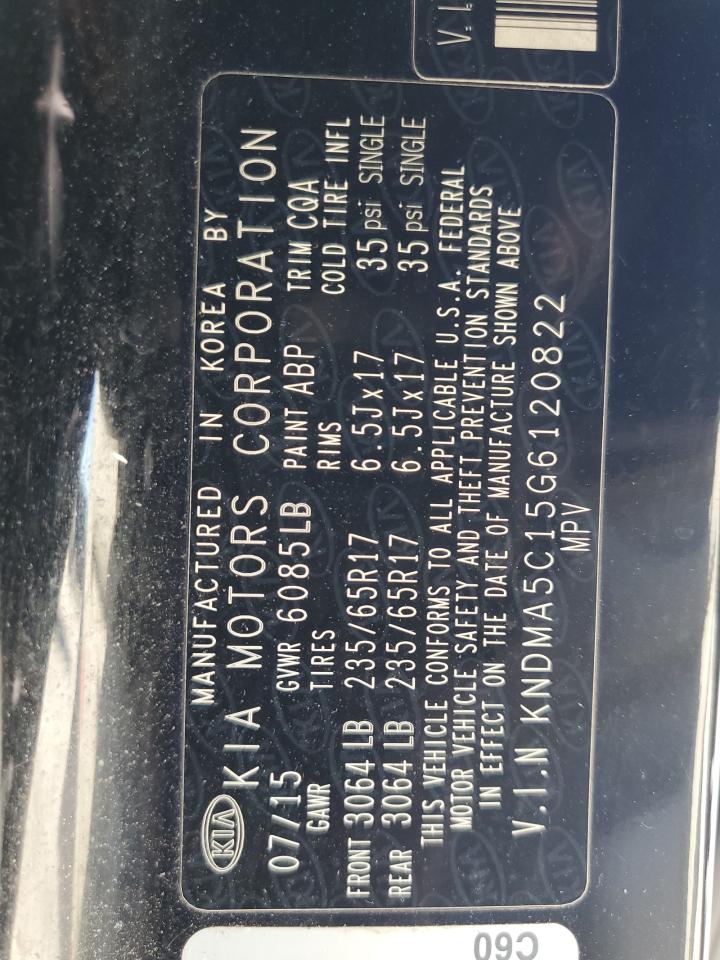 MANUFACTURED IN KOREA BY
KIA KIA MOTORS CORPORATION
07/15 GVWR 6085LB PAINT ABP TRIM CQA
GAWR TIRES RIMS COLD TIRE INFL
FRONT 3064 LB 235/65R17 6.5Jx17 35 psi SINGLE
REAR 3064 LB 235/65R17 6.5Jx17 35 psi SINGLE
THIS VEHICLE CONFORMS TO ALL APPLICABLE U.S.A. FEDERAL
MOTOR VEHICLE SAFETY AND THEFT PREVENTION STANDARDS
IN EFFECT ON THE DATE OF MANUFACTURE SHOWN ABOVE
V.I.N KNDMA5C15G6120822
MPV
V.I.
C60